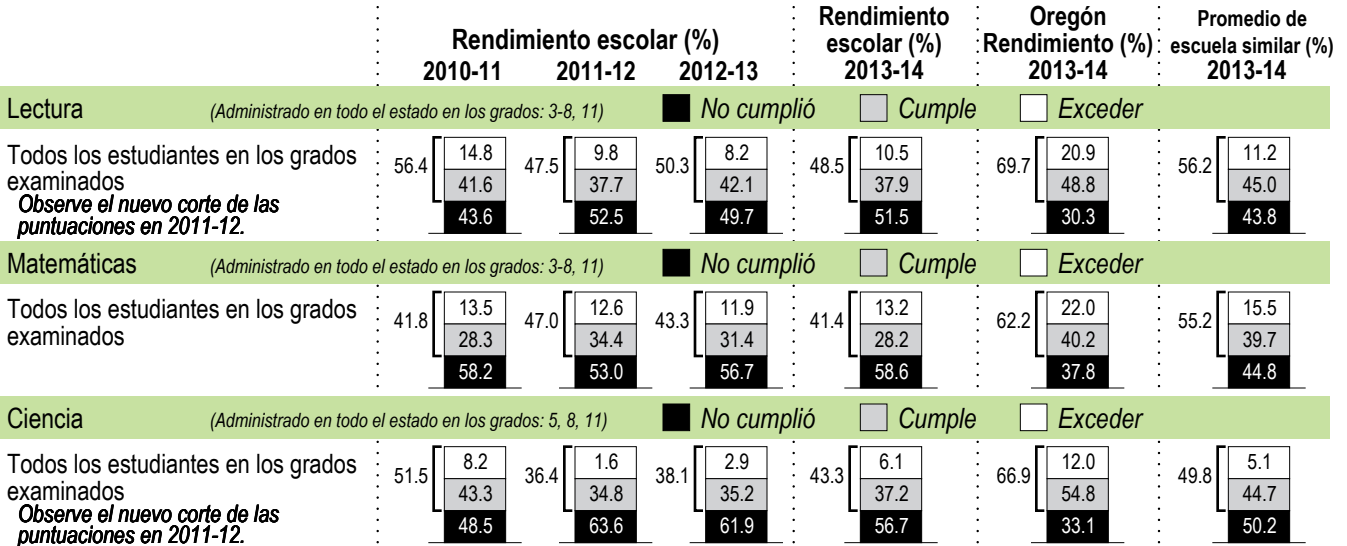 Rendimiento escolar (%)
2010-11 2011-12 2012-13
Rendimiento
escolar (%)
2013-14
Oregón
Rendimiento (%)
2013-14
Promedio de
escuela similar (%)
2013-14
Lectura (Administrado en todo el estado en los grados: 3-8, 11) No cumplió Cumple Exceder
Todos los estudiantes en los grados
examinados
Observe el nuevo corte de las
puntuaciones en 2011-12.
56.4 14.8 47.5 9.8 50.3 8.2 48.5 10.5 69.7 20.9 56.2 11.2
41.6 37.7 42.1 37.9 48.8 45.0
43.6 52.5 49.7 51.5 30.3 43.8
Matemáticas (Administrado en todo el estado en los grados: 3-8, 11) No cumplió Cumple Exceder
Todos los estudiantes en los grados
examinados
41.8 13.5 47.0 12.6 43.3 11.9 41.4 13.2 62.2 22.0 55.2 15.5
28.3 34.4 31.4 28.2 40.2 39.7
58.2 53.0 56.7 58.6 37.8 44.8
Ciencia (Administrado en todo el estado en los grados: 5, 8, 11) No cumplió Cumple Exceder
Todos los estudiantes en los grados
examinados
Observe el nuevo corte de las
puntuaciones en 2011-12.
51.5 8.2 36.4 1.6 38.1 2.9 43.3 6.1 66.9 12.0 49.8 5.1
43.3 34.8 35.2 37.2 54.8 44.7
48.5 63.6 61.9 56.7 33.1 50.2